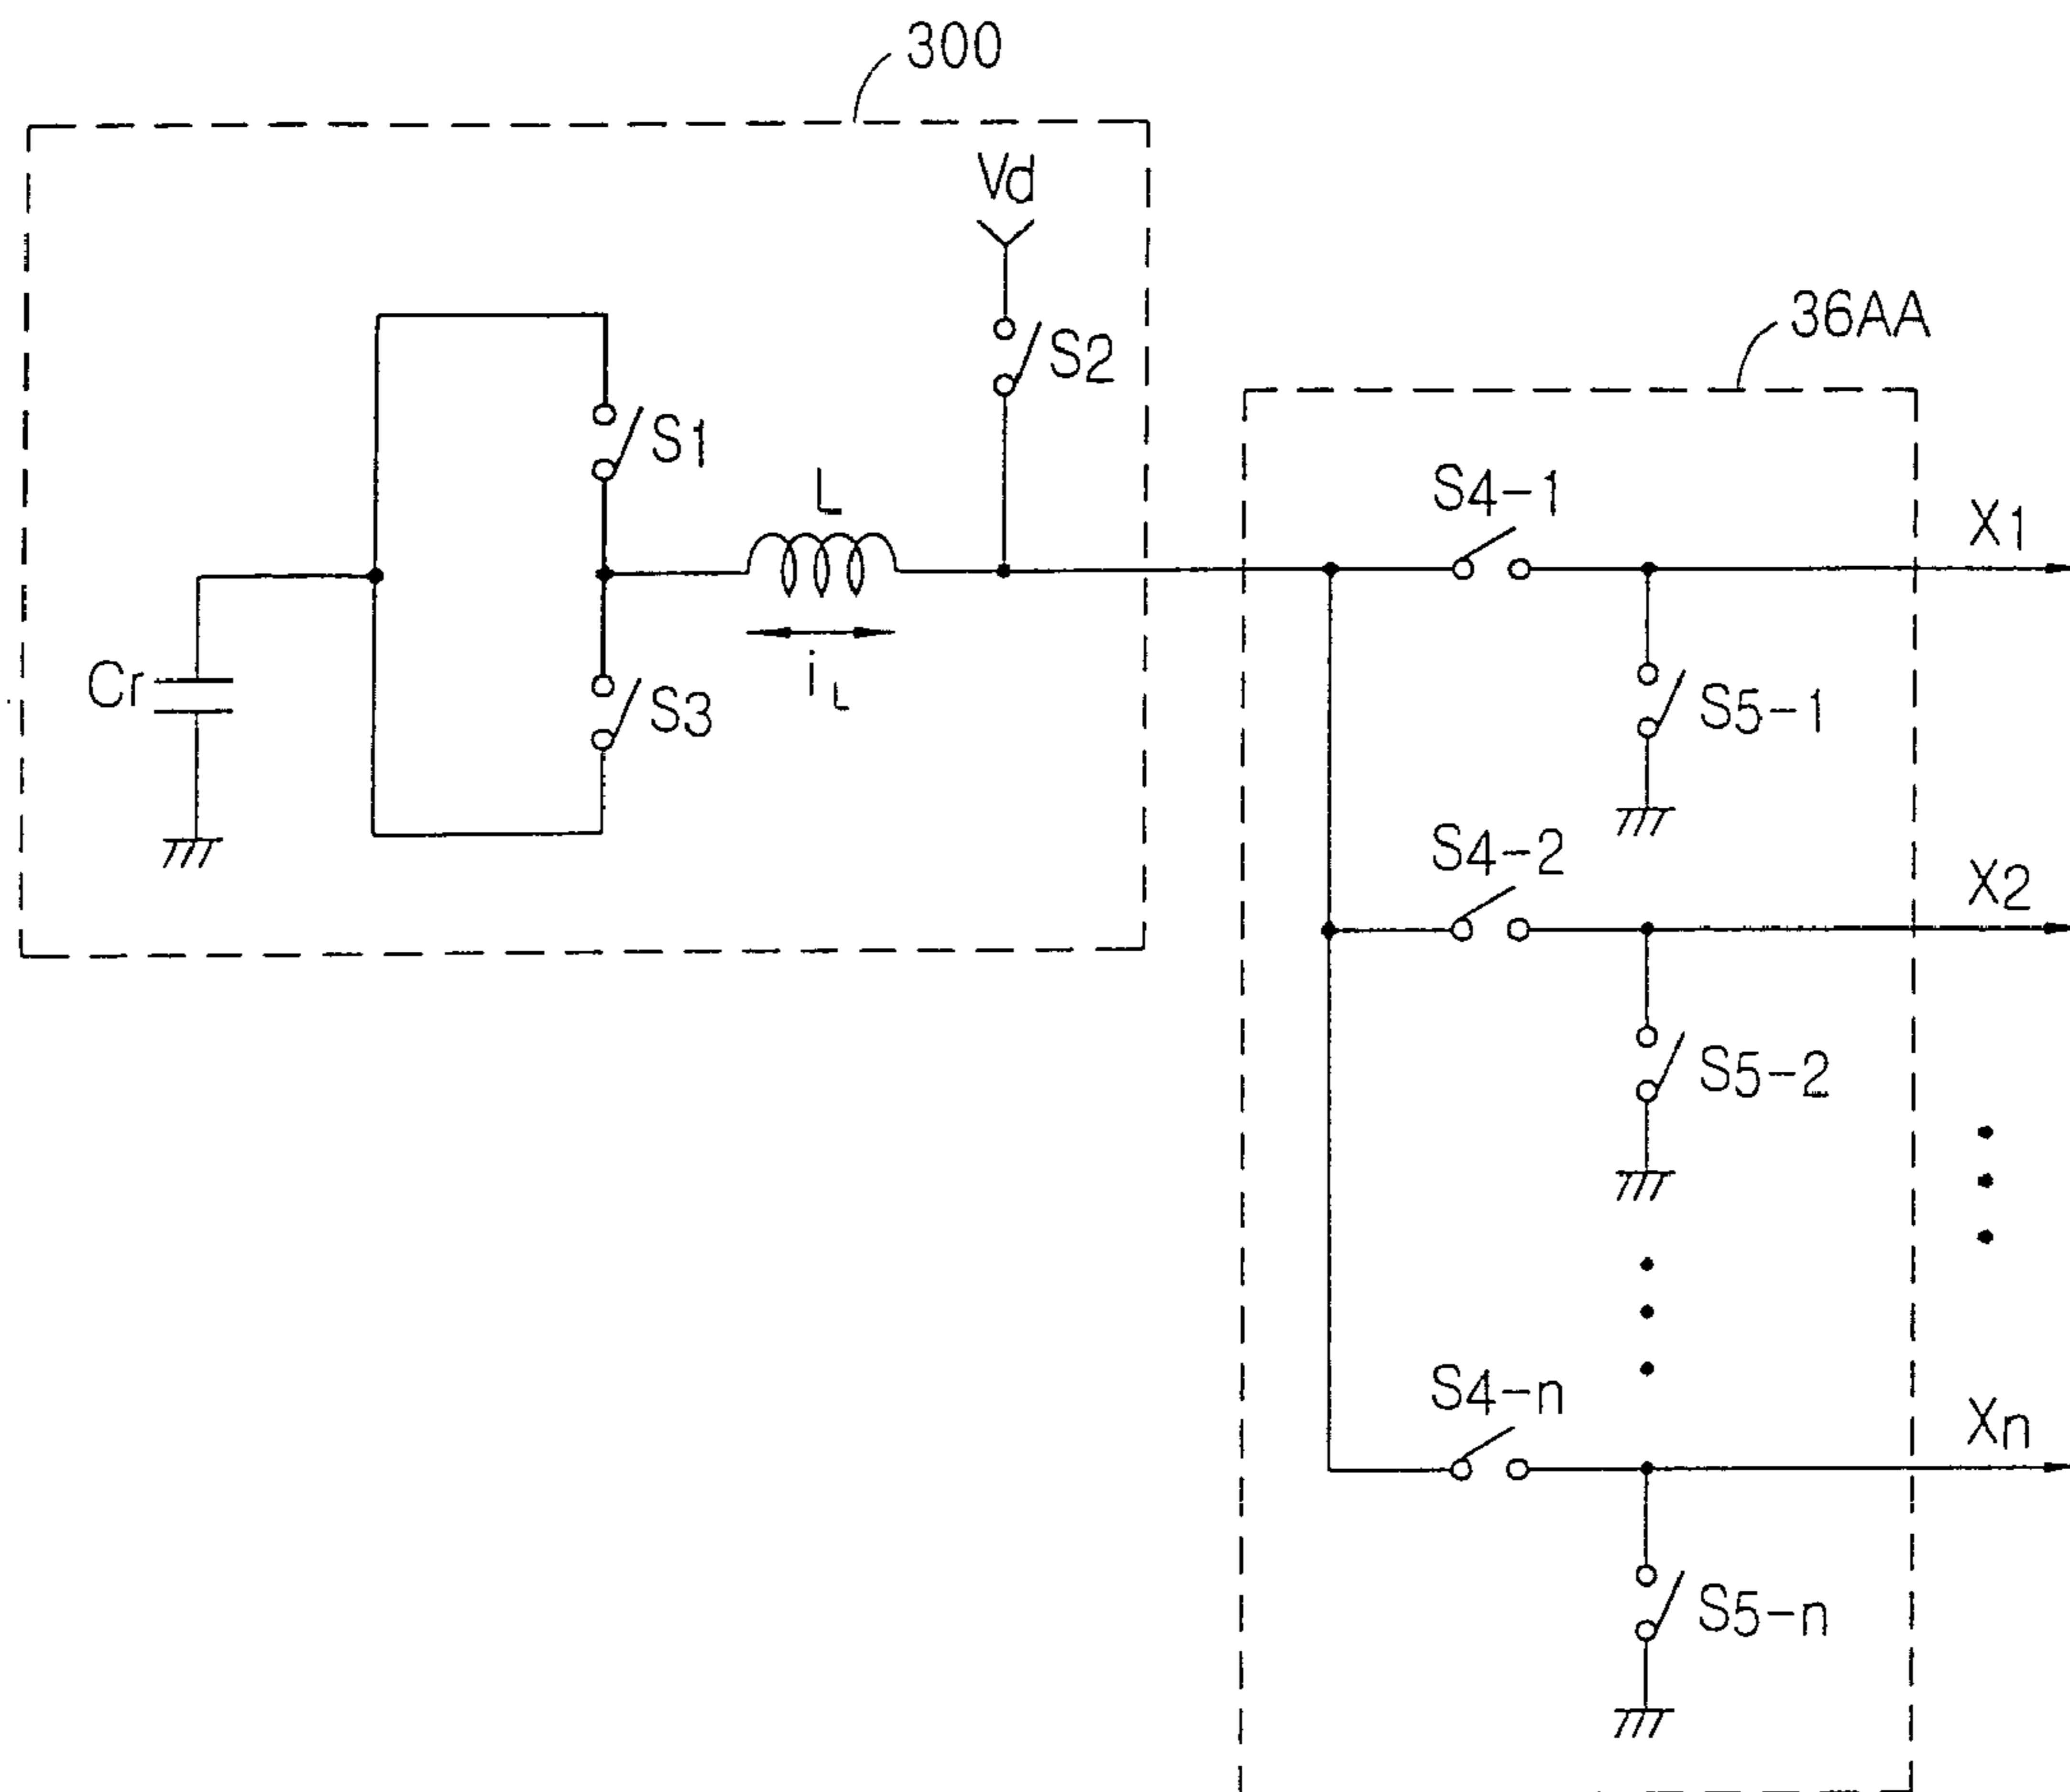 300
Vd
S2
36AA
S1
L
S4-1
X1
iL
Cr
S3
S5-1
S4-2
X2
S5-2
S4-n
Xn
S5-n